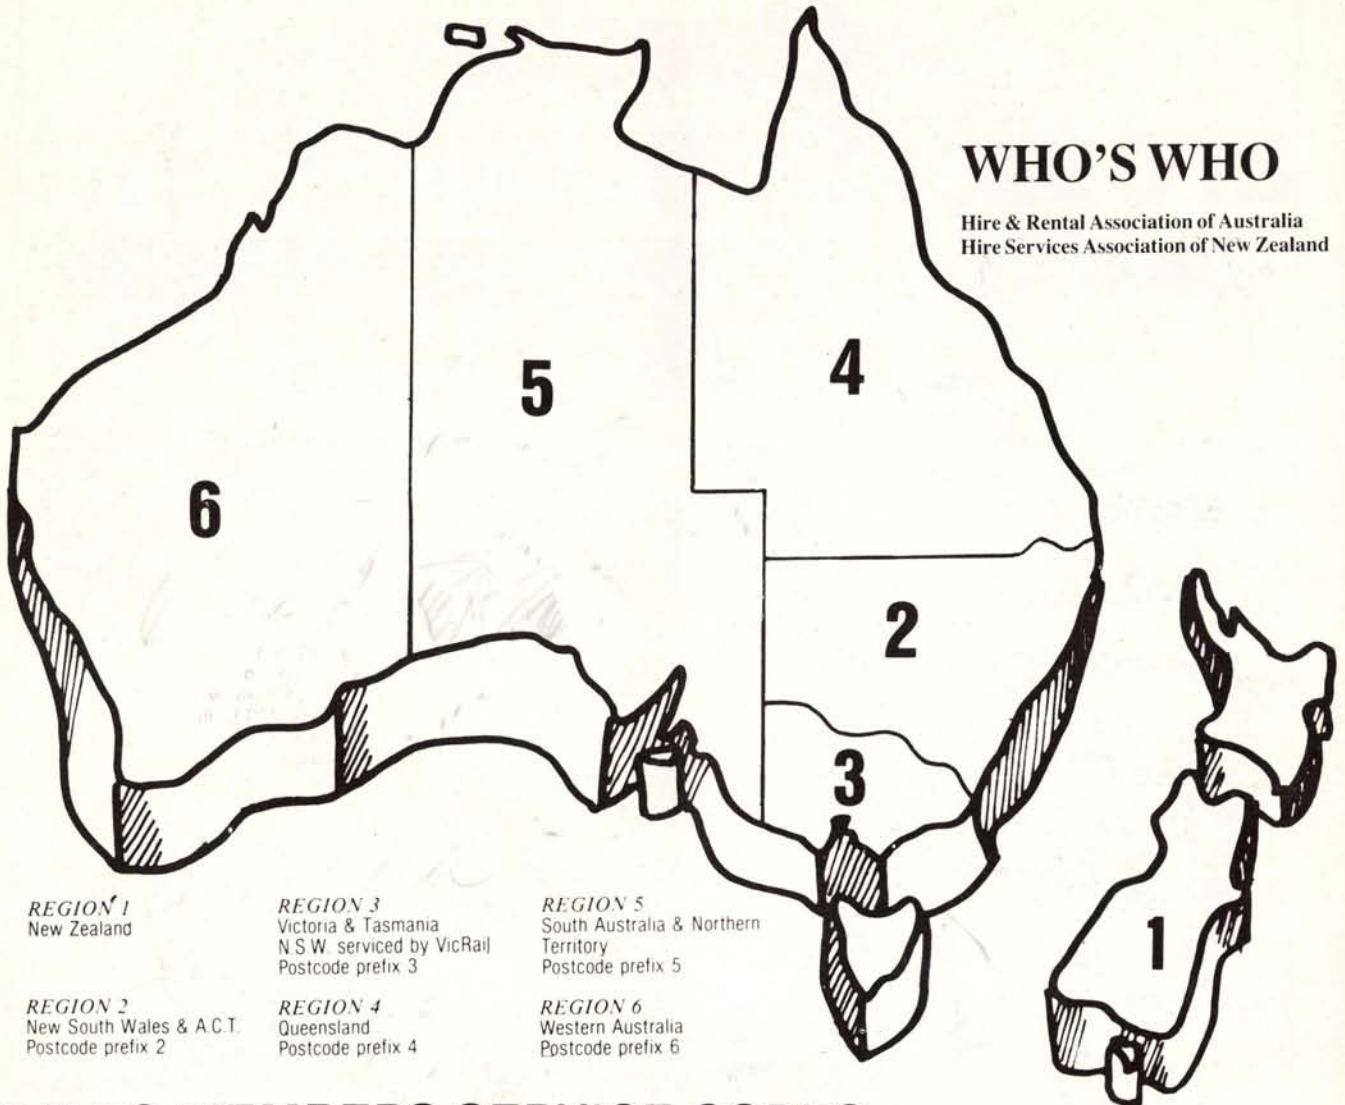 WHO'S WHO
Hire & Rental Association of Australia
Hire Services Association of New Zealand
4
5
6
2
3
1
REGION 1
New Zealand
REGION 2
New South Wales & A.C.T.
Postcode prefix 2
REGION 3
Victoria & Tasmania
N.S.W. serviced by VicRail
Postcode prefix 3
REGION 4
Queensland
Postcode prefix 4
REGION 5
South Australia & Northern
Territory
Postcode prefix 5
REGION 6
Western Australia
Postcode prefix 6